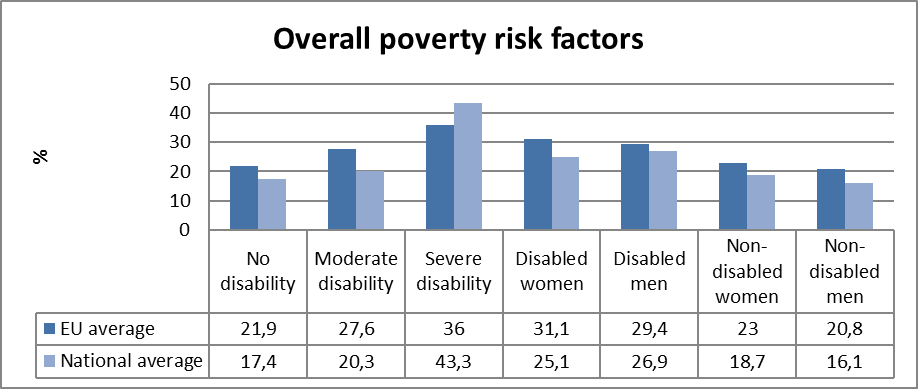 Overall poverty risk factors
%
50
40
30
20
10
0
No disability
Moderate disability
Severe disability
Disabled women
Disabled men
Non-disabled women
Non-disabled men
EU average 21,9 27,6 36 31,1 29,4 23 20,8
National average 17,4 20,3 43,3 25,1 26,9 18,7 16,1